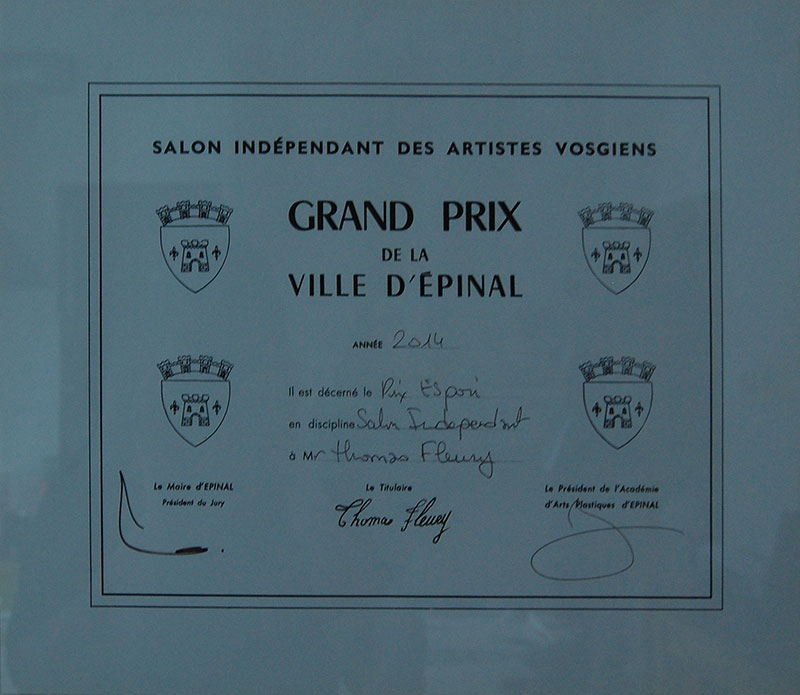 SALON INDÉPENDANT DES ARTISTES VOSGIENS
GRAND PRIX
DE LA
VILLE D'ÉPINAL
ANNÉE 2014
Il est décerné le Prix Espoir
en discipline Salon Independant
à Mr Thomas Fleury
Le Maire d'EPINAL
Président du Jury
Le Titulaire
Thomas Fleury
Le Président de l'Académie
d'Arts Plastiques d'EPINAL